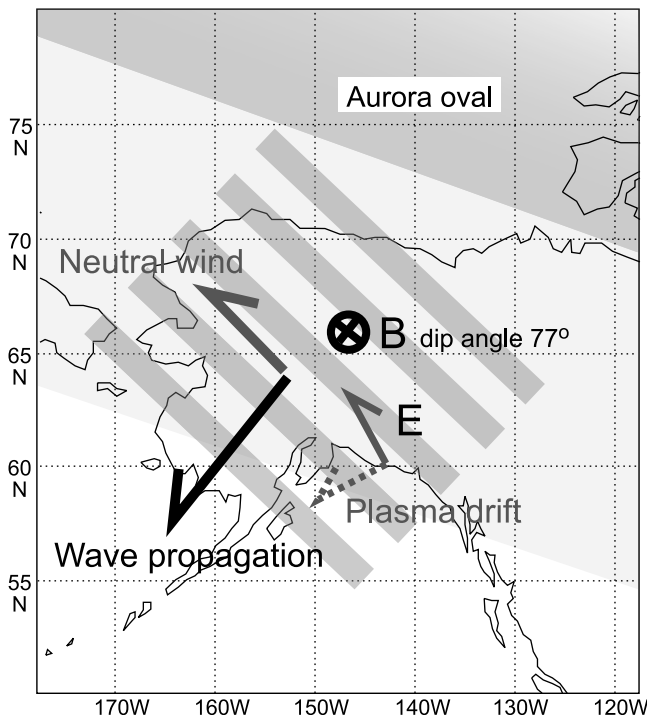 Aurora oval
75
N
70
N
Neutral wind
B dip angle 77º
65
N
E
60
N
Plasma drift
Wave propagation
55
N
170W 160W 150W 140W 130W 120W